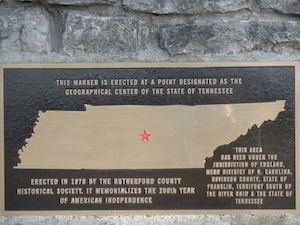 THIS MARKER IS ERECTED AT A POINT DESIGNATED AS THE
GEOGRAPHICAL CENTER OF THE STATE OF TENNESSEE
"THIS AREA
HAS BEEN UNDER THE
JURISDICTION OF ENGLAND,
DISTRICT OF N. CAROLINA,
DAVIDSON COUNTY, STATE OF
FRANKLIN, TERRITORY SOUTH OF
THE RIVER OHIO & THE STATE OF
TENNESSEE
ERECTED IN 1976 BY THE RUTHERFORD COUNTY
HISTORICAL SOCIETY. IT MEMORIALIZES THE 200TH YEAR
OF AMERICAN INDEPENDENCE